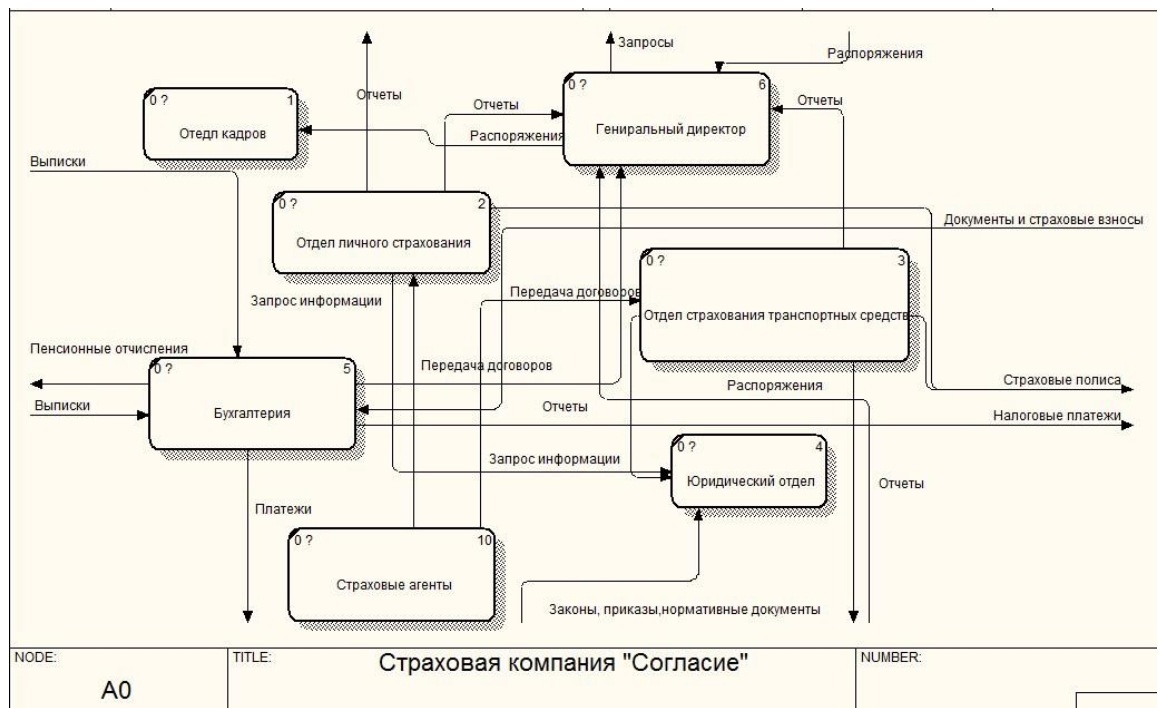 Запросы
Распоряжения
Отчеты
0 ?
1
Отедл кадров
0 ?
6
Гениральный директор
Отчеты
Отчеты
Распоряжения
Выписки
0 ?
2
Отдел личного страхования
Документы и страховые взносы
0 ?
3
Отдел страхования транспортных средств
Запрос информации
Передача договоров
Пенсионные отчисления
0 ?
5
Бухгалтерия
Передача договоров
Распоряжения
Страховые полиса
Выписки
Отчеты
Налоговые платежи
0 ?
4
Юридический отдел
Запрос информации
Отчеты
Платежи
0 ?
10
Страховые агенты
Законы, приказы,нормативные документы
NODE:
A0
TITLE:
Страховая компания "Согласие"
NUMBER: